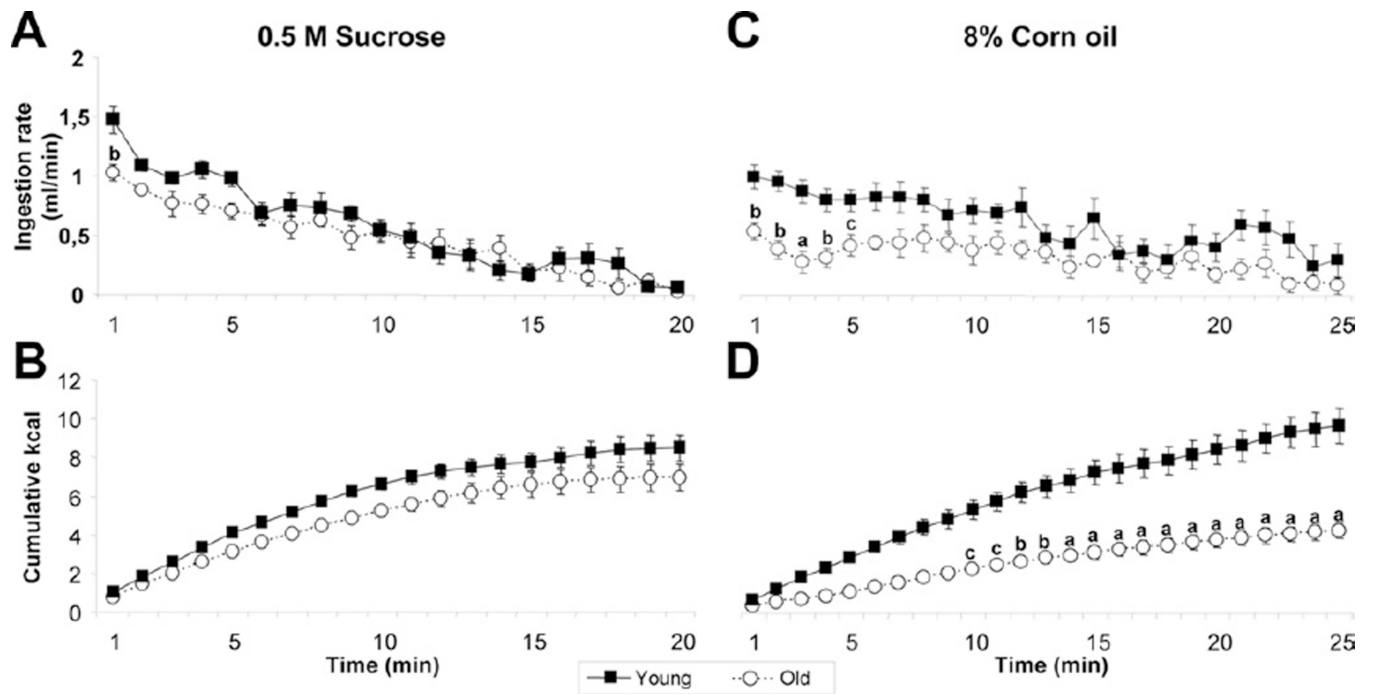 A
0.5 M Sucrose
Ingestion rate
(ml/min)
2
1,5
1
0,5
0
b
1 5 10 15 20
C
8% Corn oil
b
b
a
b
c
1 5 10 15 20 25
B
Cumulative kcal
12
10
8
6
4
2
0
1 5 10 15 20
Time (min)
D
c c b b a a a a a a a a a a a a
1 5 10 15 20 25
Time (min)
Young Old